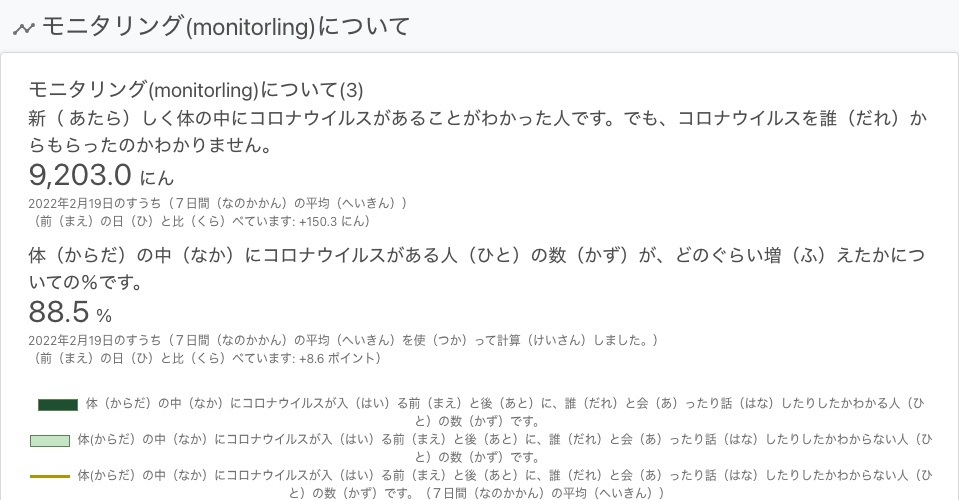 モニタリング(monitorling)について
モニタリング(monitorling)について(3)
新（ あたら）しく体の中にコロナウイルスがあることがわかった人です。でも、コロナウイルスを誰（だれ）か
らもらったのかわかりません。
9,203.0 にん
2022年2月19日のすうち（７日間（なのかかん）の平均（へいきん））
（前（まえ）の日（ひ）と比（くら）べています: +150.3 にん）
体（からだ）の中（なか）にコロナウイルスがある人（ひと）の数（かず）が、どのぐらい増（ふ）えたかにつ
いての%です。
88.5 %
2022年2月19日のすうち（７日間（なのかかん）の平均（へいきん）を使（つか）って計算（けいさん）しました。）
（前（まえ）の日（ひ）と比（くら）べています: +8.6 ポイント）
体（からだ）の中（なか）にコロナウイルスが入（はい）る前（まえ）と後（あと）に、誰（だれ）と会（あ）ったり話（はな）したりしたかわかる人（ひ
と）の数（かず）です。
体(からだ）の中（なか）にコロナウイルスが入（はい）る前（まえ）と後（あと）に、誰（だれ）と会（あ）ったり話（はな）したりしたかわからない人（ひ
と）の数（かず）です。
体(からだ）の中（なか）にコロナウイルスが入（はい）る前（まえ）と後（あと）に、誰（だれ）と会（あ）ったり話（はな）したりしたかわからない人（ひ
と）の数（かず）です。（７日間（なのかかん）の平均（へいきん））